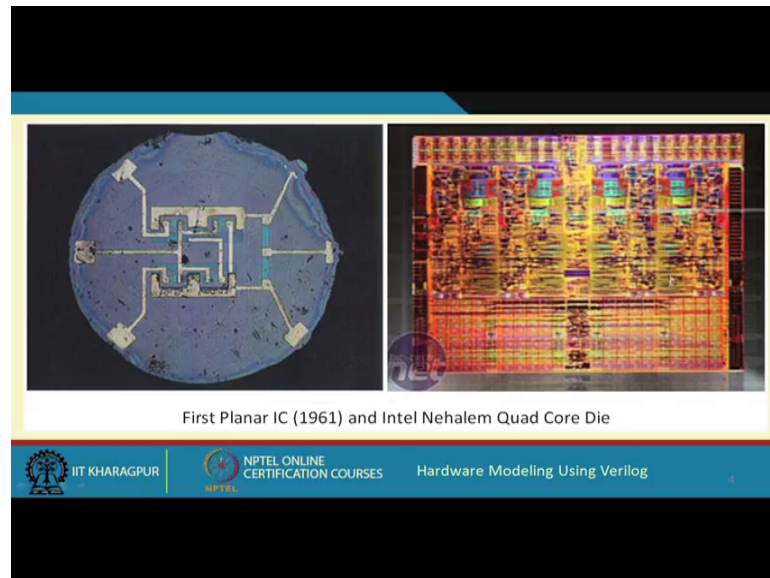 First Planar IC (1961) and Intel Nehalem Quad Core Die
IIT KHARAGPUR
NPTEL
NPTEL ONLINE
CERTIFICATION COURSES
Hardware Modeling Using Verilog
4